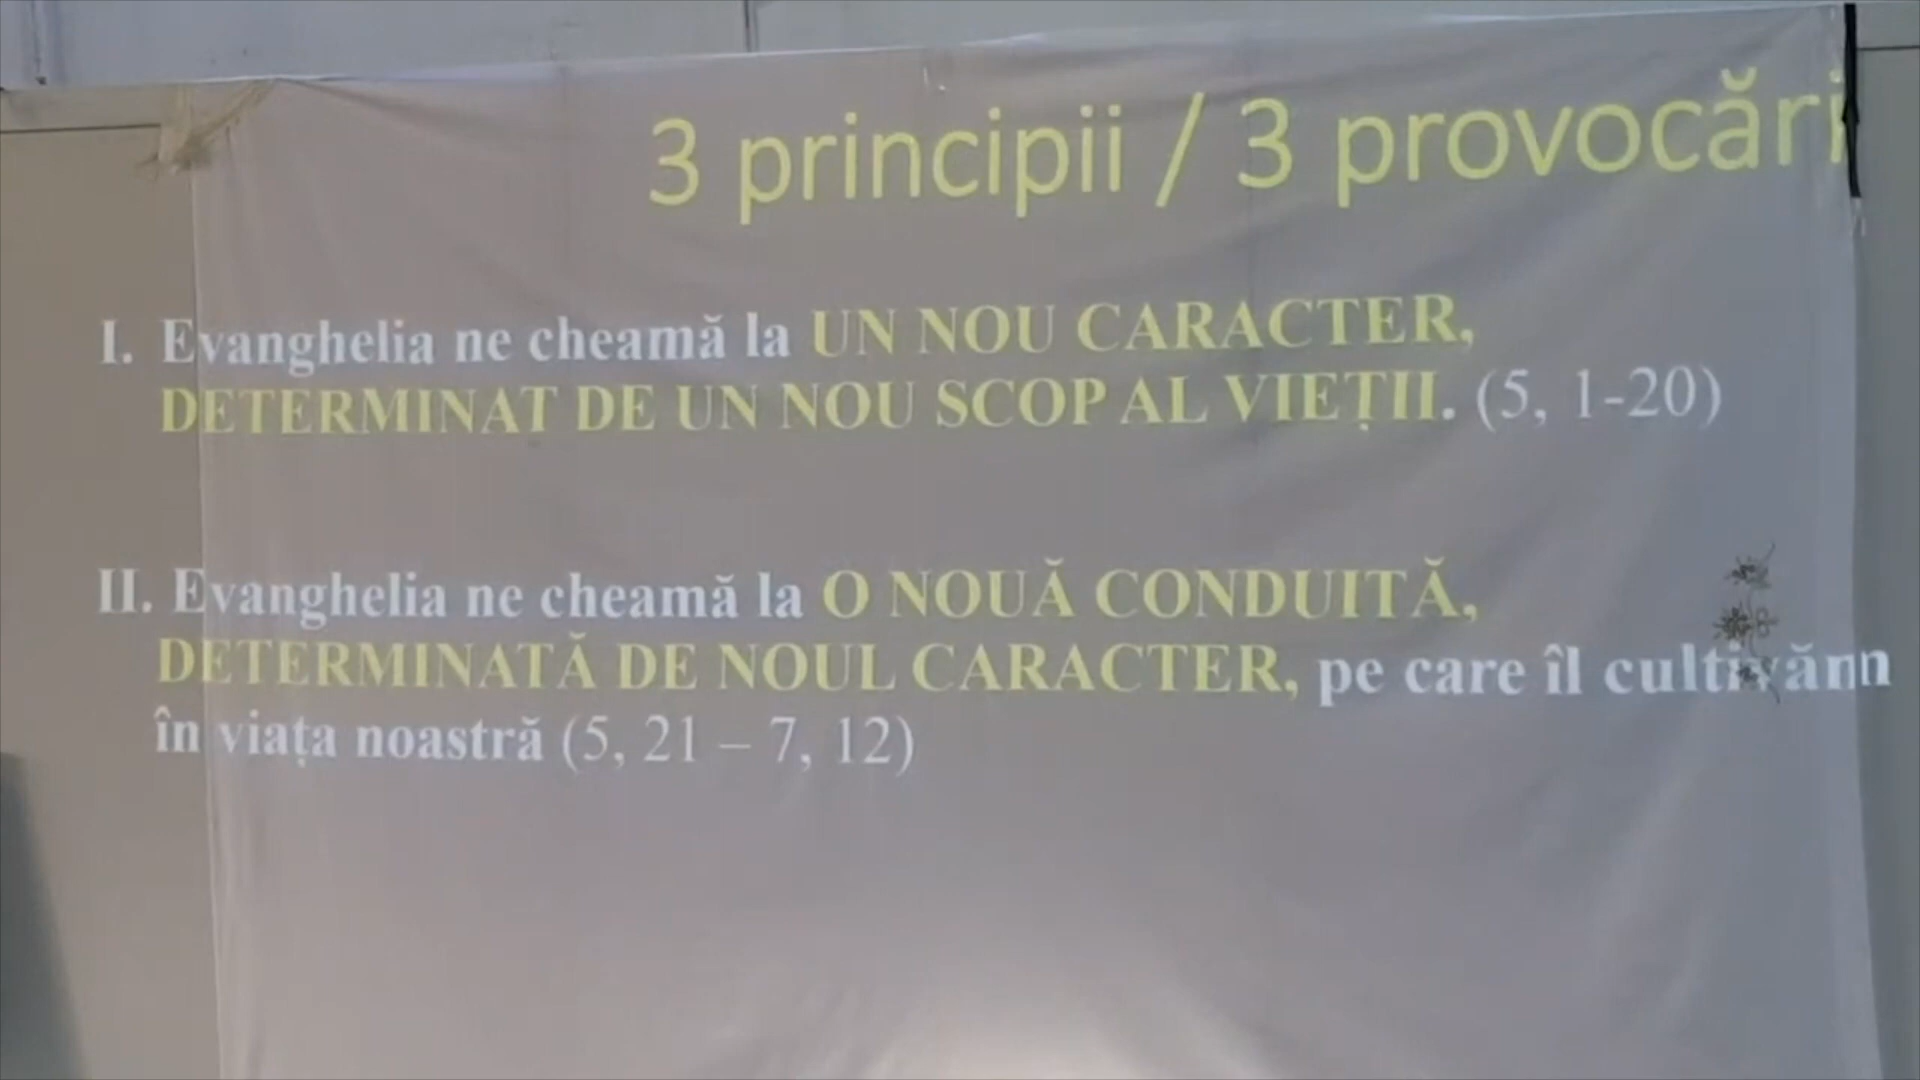 3 principii / 3 provocări
I. Evanghelia ne cheamă la UN NOU CARACTER,
DETERMINAT DE UN NOU SCOP AL VIEȚII. (5, 1-20)
II. Evanghelia ne cheamă la O NOUĂ CONDUITĂ,
DETERMINATĂ DE NOUL CARACTER, pe care îl cultivăm
în viața noastră (5, 21 – 7, 12)